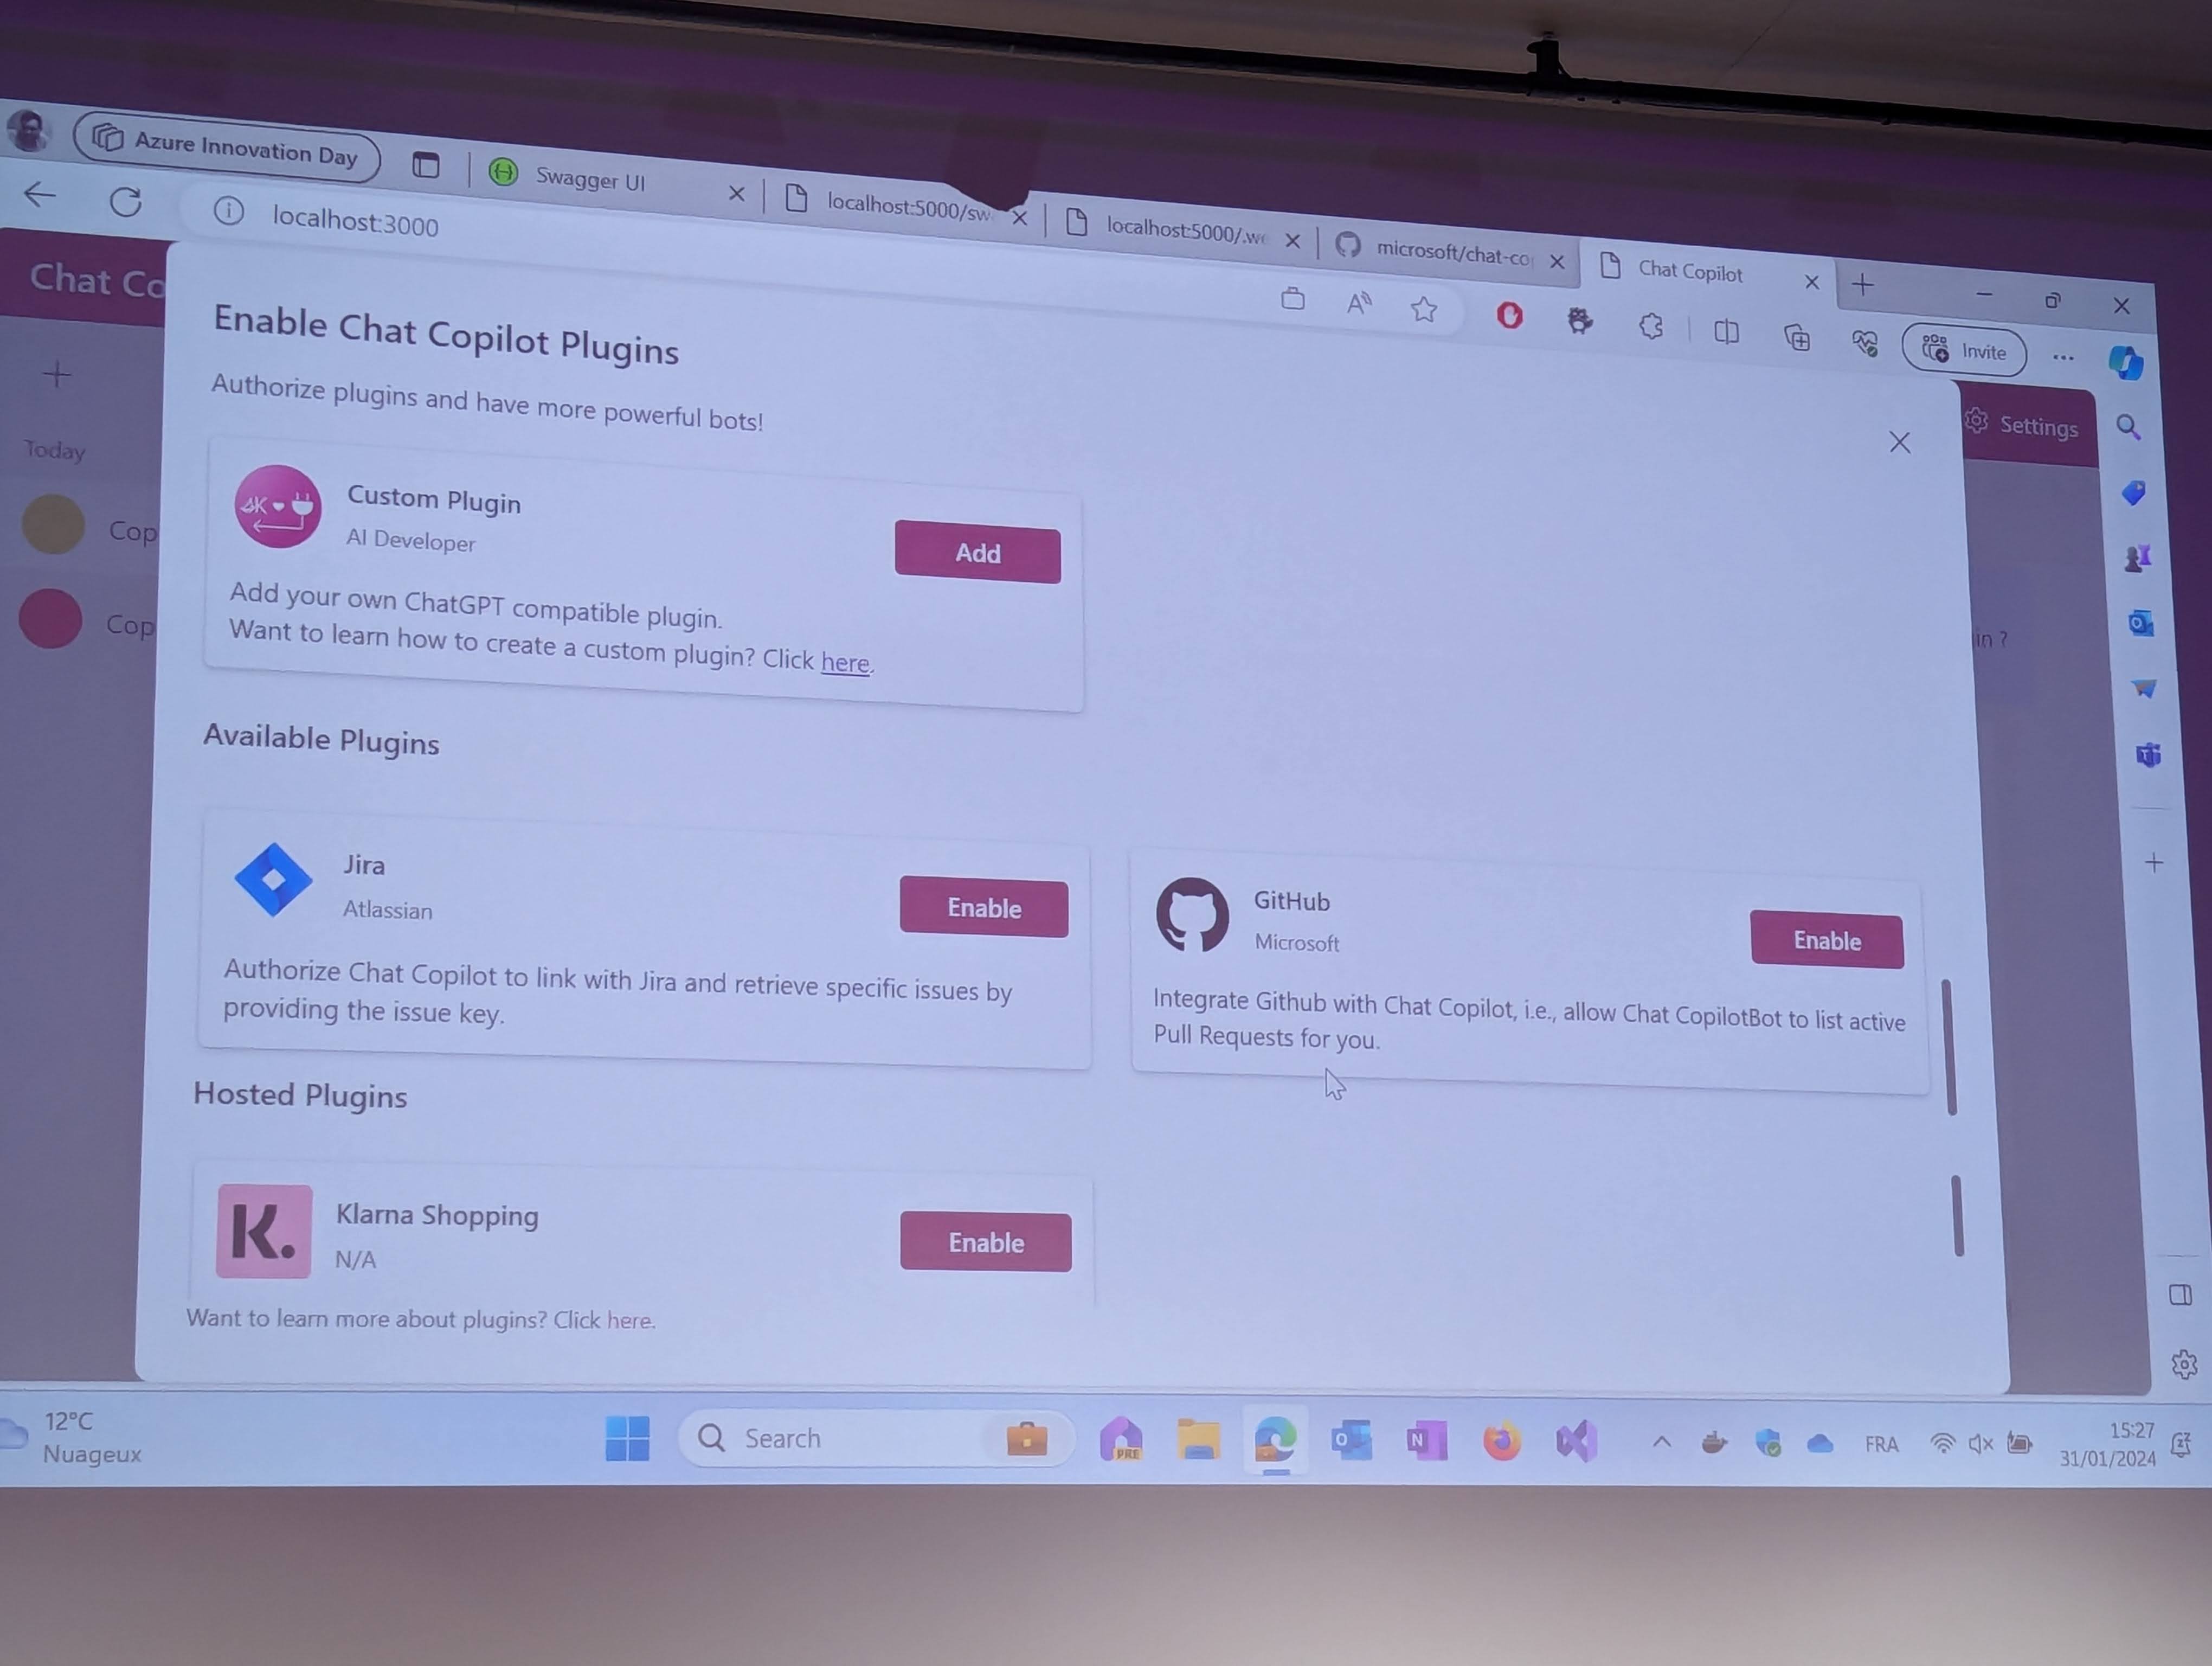 Azure Innovation Day
Swagger UI
localhost:5000/sw
localhost:5000/.we
microsoft/chat-co
Chat Copilot
localhost:3000
Invite
Chat Co
Settings
Today
Cop
Cop
in ?
Enable Chat Copilot Plugins
Authorize plugins and have more powerful bots!
SK
Custom Plugin
AI Developer
Add
Add your own ChatGPT compatible plugin.
Want to learn how to create a custom plugin? Click here.
Available Plugins
Jira
Atlassian
Enable
Authorize Chat Copilot to link with Jira and retrieve specific issues by
providing the issue key.
GitHub
Microsoft
Enable
Integrate Github with Chat Copilot, i.e., allow Chat CopilotBot to list active
Pull Requests for you.
Hosted Plugins
K.
Klarna Shopping
N/A
Enable
Want to learn more about plugins? Click here.
12°C
Nuageux
Search
PRE
FRA
15:27
31/01/2024